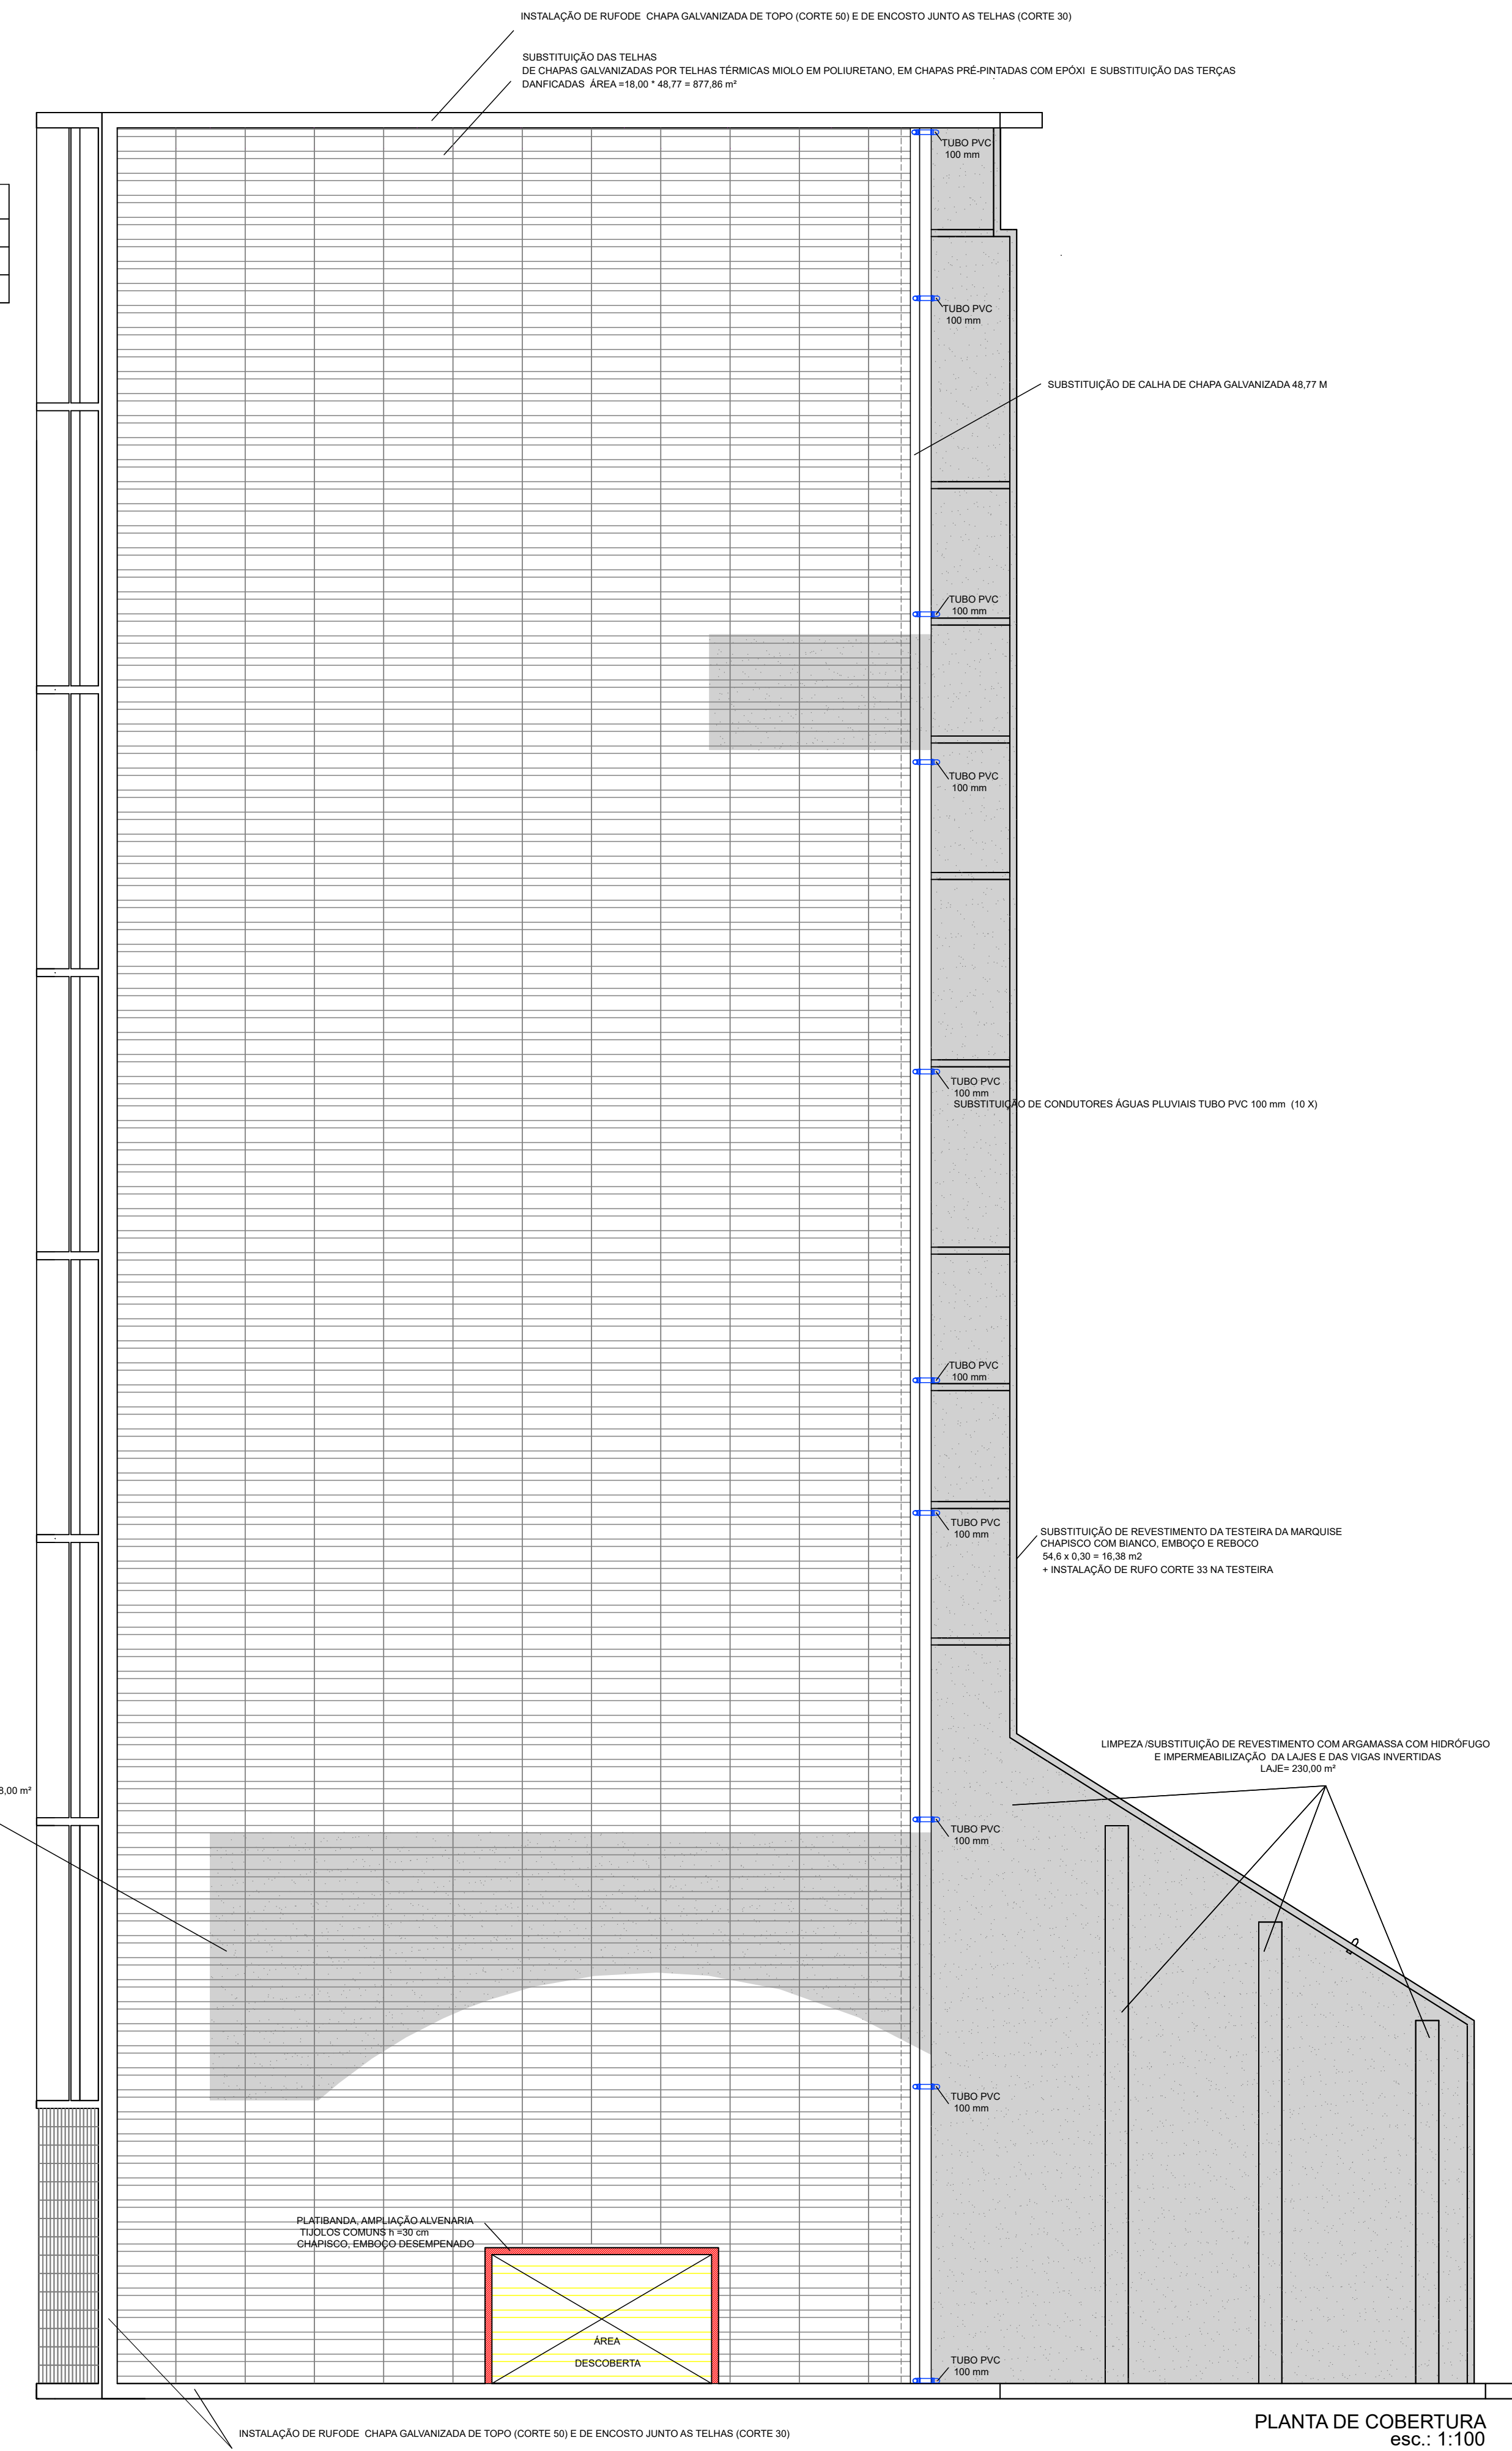 INSTALAÇÃO DE RUFODE CHAPA GALVANIZADA DE TOPO (CORTE 50) E DE ENCOSTO JUNTO AS TELHAS (CORTE 30)
SUBSTITUIÇÃO DAS TELHAS
DE CHAPAS GALVANIZADAS POR TELHAS TÉRMICAS MIOLO EM POLIURETANO, EM CHAPAS PRÉ-PINTADAS COM EPÓXI E SUBSTITUIÇÃO DAS TERÇAS
DANFICADAS ÁREA =18,00 * 48,77 = 877,86 m²
TUBO PVC
100 mm
TUBO PVC
100 mm
SUBSTITUIÇÃO DE CALHA DE CHAPA GALVANIZADA 48,77 M
TUBO PVC
100 mm
TUBO PVC
100 mm
TUBO PVC
100 mm
SUBSTITUIÇÃO DE CONDUTORES ÁGUAS PLUVIAIS TUBO PVC 100 mm (10 X)
TUBO PVC
100 mm
TUBO PVC
100 mm
SUBSTITUIÇÃO DE REVESTIMENTO DA TESTEIRA DA MARQUISE
CHAPISCO COM BIANCO, EMBOÇO E REBOCO
54,6 x 0,30 = 16,38 m2
+ INSTALAÇÃO DE RUFO CORTE 33 NA TESTEIRA
LIMPEZA /SUBSTITUIÇÃO DE REVESTIMENTO COM ARGAMASSA COM HIDRÓFUGO
E IMPERMEABILIZAÇÃO DA LAJES E DAS VIGAS INVERTIDAS
LAJE= 230,00 m²
8,00 m²
TUBO PVC
100 mm
TUBO PVC
100 mm
PLATIBANDA, AMPLIAÇÃO ALVENARIA
TIJOLOS COMUNS h =30 cm
CHAPISCO, EMBOÇO DESEMPENADO
ÁREA
DESCOBERTA
TUBO PVC
100 mm
INSTALAÇÃO DE RUFODE CHAPA GALVANIZADA DE TOPO (CORTE 50) E DE ENCOSTO JUNTO AS TELHAS (CORTE 30)
PLANTA DE COBERTURA
esc.: 1:100